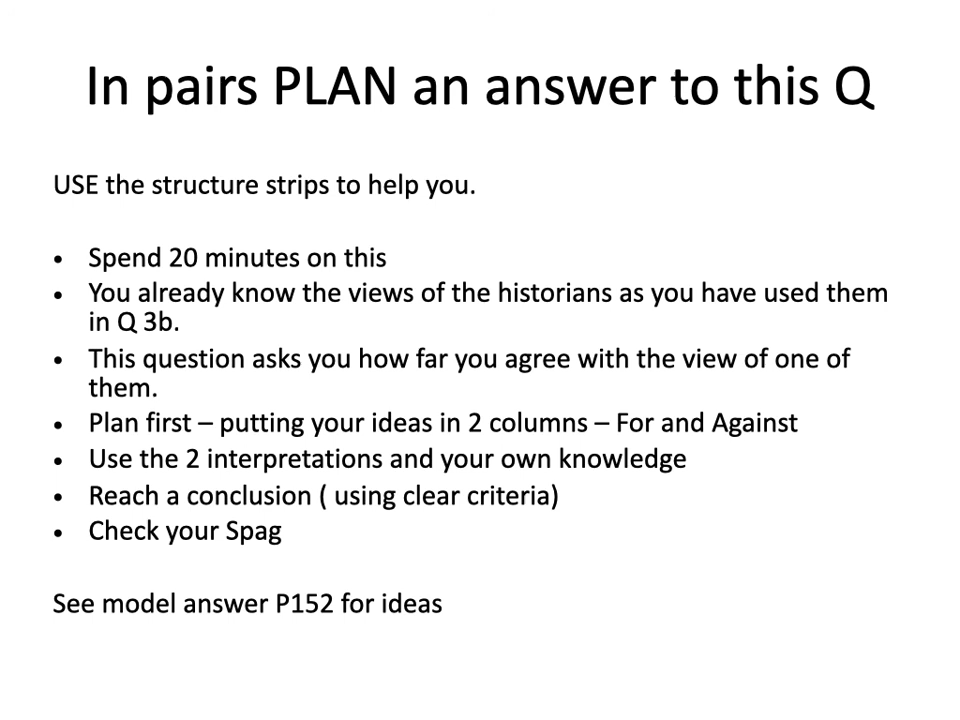 In pairs PLAN an answer to this Q
USE the structure strips to help you.
• Spend 20 minutes on this
• You already know the views of the historians as you have used them
in Q 3b.
• This question asks you how far you agree with the view of one of
them.
• Plan first – putting your ideas in 2 columns – For and Against
• Use the 2 interpretations and your own knowledge
• Reach a conclusion ( using clear criteria)
• Check your Spag
See model answer P152 for ideas